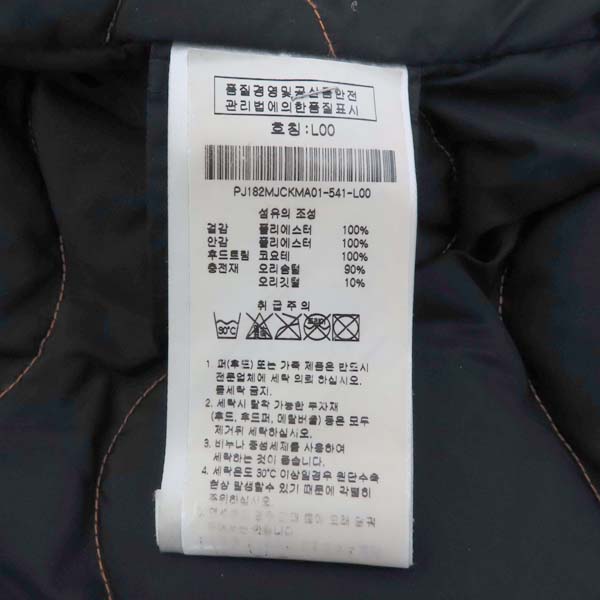 품질경영및공산품안전
관리법에의한품질표시
호칭:L00
PJ182MJCKMA01-541-L00
섬유의 조성
겉감 폴리에스터 100%
안감 폴리에스터 100%
후드트림 코요테 100%
충전재 오리솜털 90%
오리깃털 10%
취급주의
30℃
1. 퍼(후드) 또는 가죽 제품은 반드시
전문업체에 세탁 의뢰 하십시오.
물세탁 금지.
2. 세탁시 탈착 가능한 부자재
(후드, 후드퍼, 메탈버클) 등은 모두
제거뒤 세탁하십시오.
3. 비누나 중성세제를 사용하여
세탁하는 것이 좋습니다.
4. 세탁온도 30℃ 이상일경우 원단수축
현상 발생할수 있기 때문에 각별히
주의하십시오.